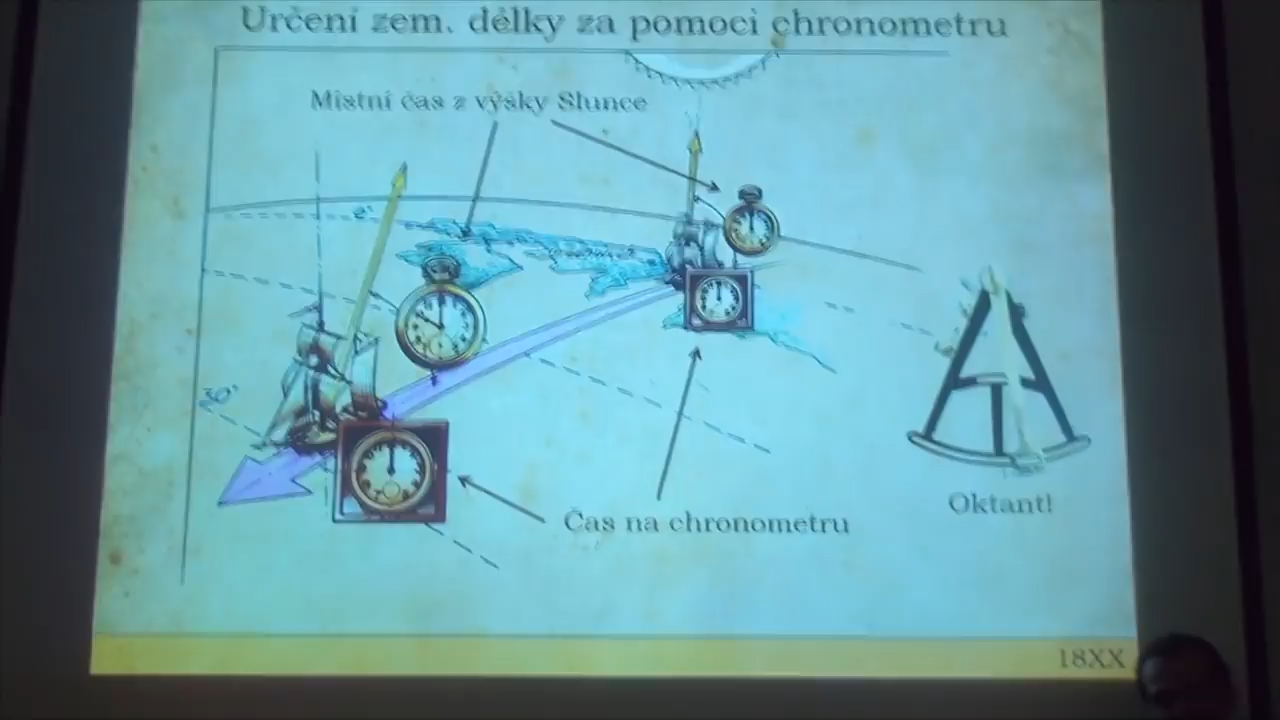 Určení zem. délky za pomoci chronometru
Místní čas z výšky Slunce
Čas na chronometru
Oktant!
18XX